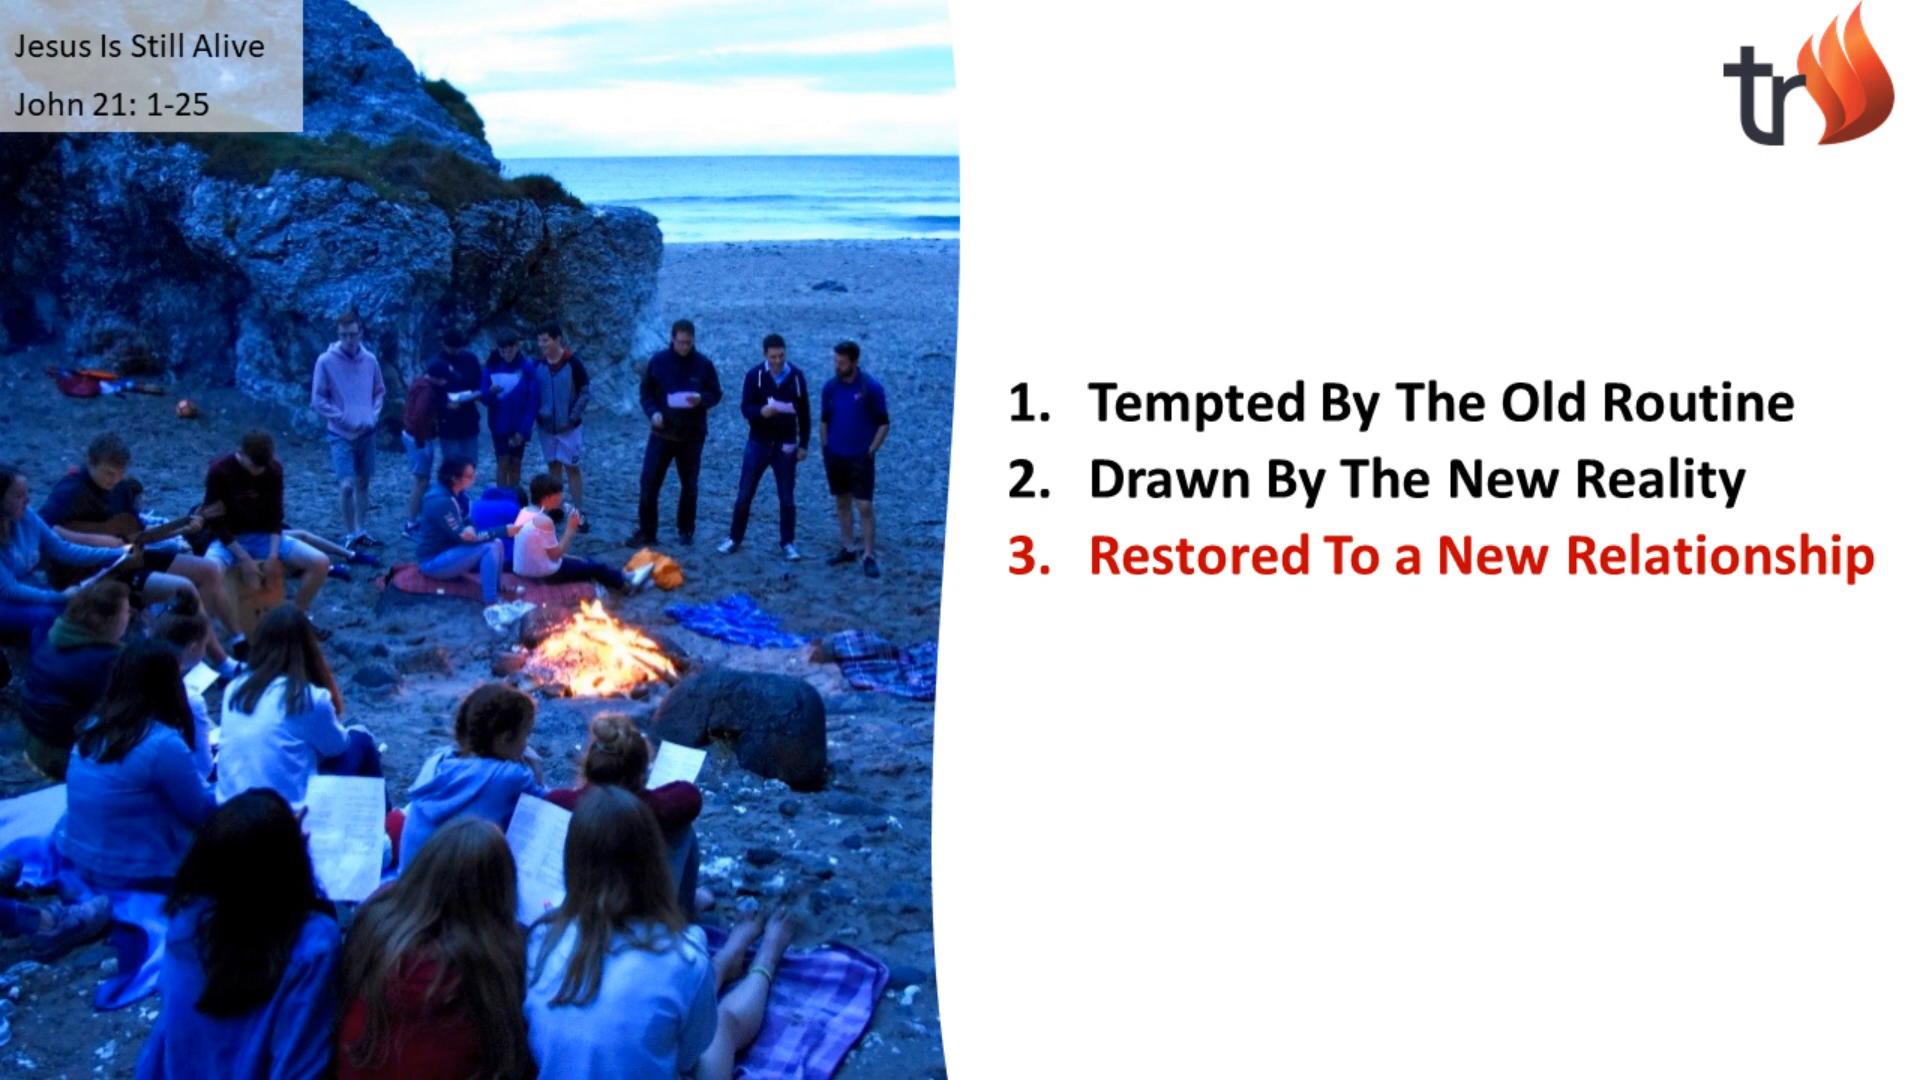 Jesus Is Still Alive
John 21: 1-25
tr
1. Tempted By The Old Routine
2. Drawn By The New Reality
3. Restored To a New Relationship